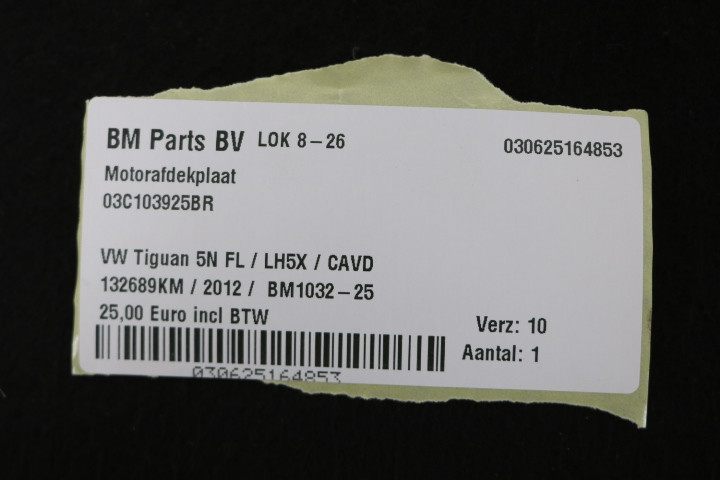 BM Parts BV LOK 8-26 030625164853
Motorafdekplaat
03C103925BR
VW Tiguan 5N FL / LH5X / CAVD
132689KM / 2012 / BM1032-25
25,00 Euro incl BTW
Verz: 10
Aantal: 1
030625164853